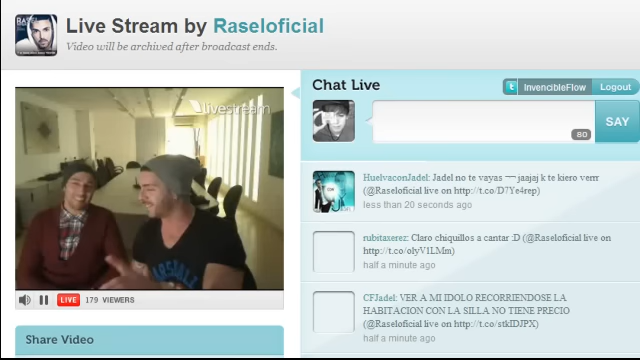 Live Stream by Raseloficial
Video will be archived after broadcast ends.
livestream
LIVE 179 VIEWERS
Share Video
Chat Live
InvencibleFlow Logout
SAY
80
HuelvaconJadel: Jadel no te vayas —jaajaj k te kiero verrr
(@Raseloficial live on http://t.co/D7Ye4rep)
less than 20 seconds ago
rubitaxerez: Claro chiquillos a cantar :D (@Raseloficial live on
http://t.co/olyV1LMm)
half a minute ago
CFJadel: VER A MI IDOLO RECORRIENDOSE LA
HABITACION CON LA SILLA NO TIENE PRECIO
(@Raseloficial live on http://t.co/stkIDJPX)
half a minute ago